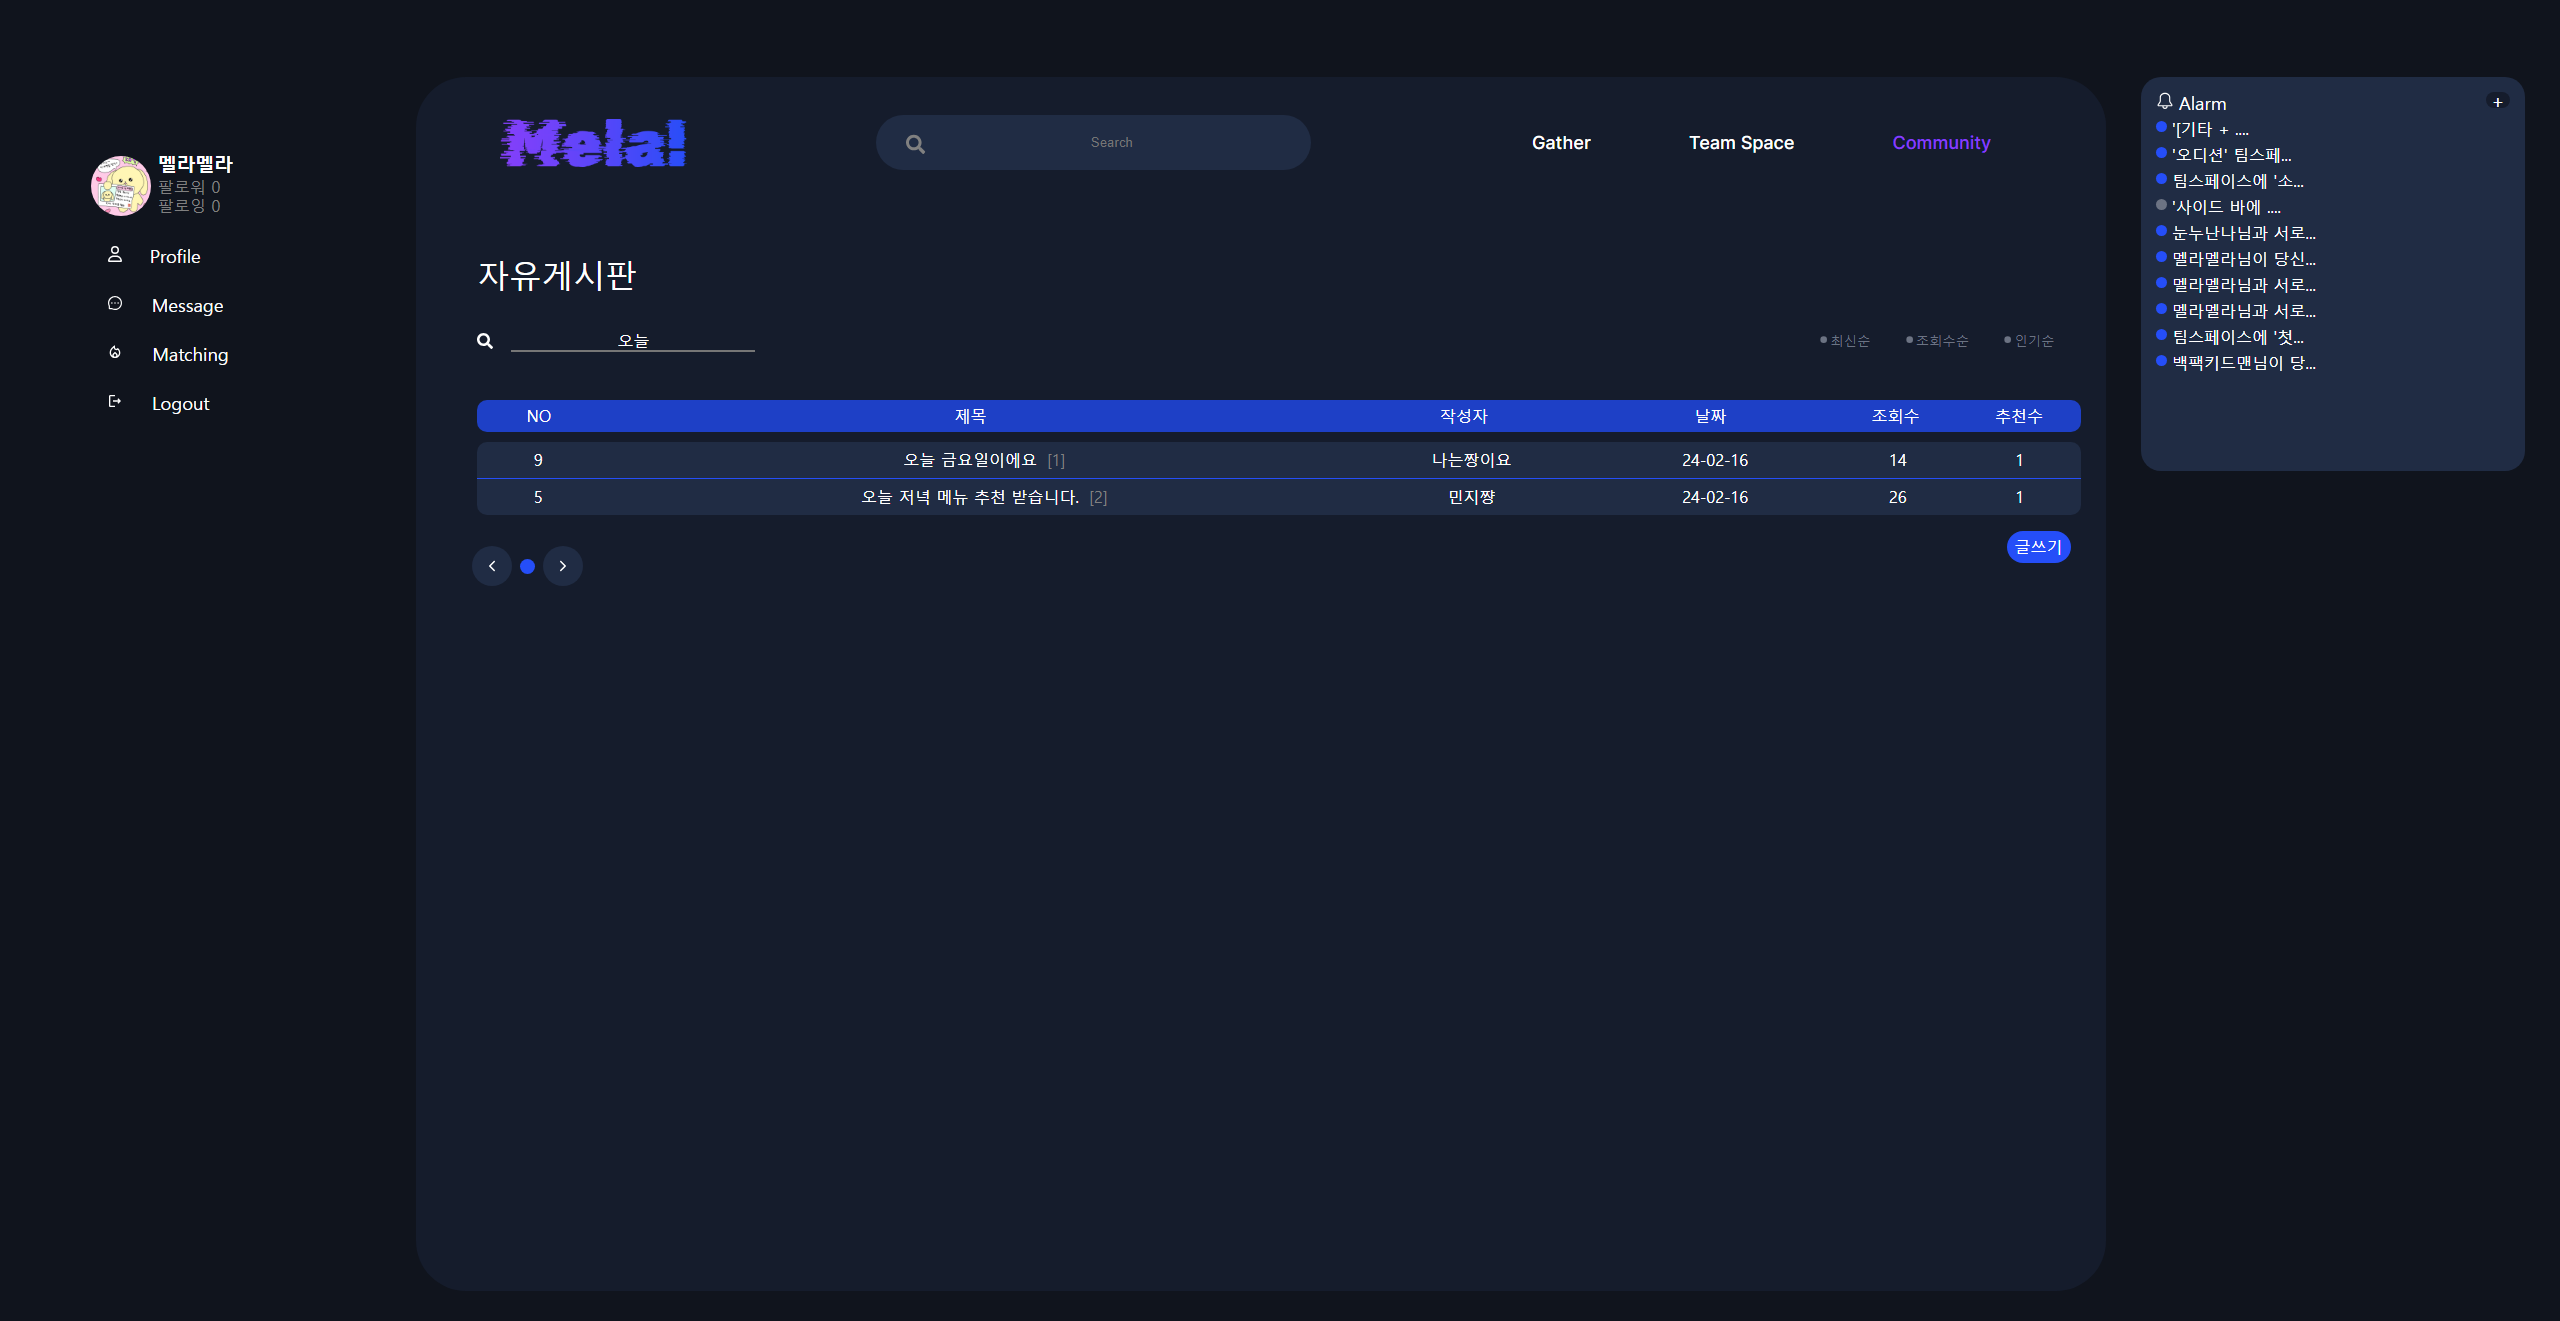 멜라멜라
팔로워 0
팔로잉 0
Profile
Message
Matching
Logout
Mela!
Search
Gather
Team Space
Community
자유게시판
오늘
최신순
조회수순
인기순
NO 제목 작성자 날짜 조회수 추천수
9 오늘 금요일이에요 [1] 나는짱이요 24-02-16 14 1
5 오늘 저녁 메뉴 추천 받습니다. [2] 민지쨩 24-02-16 26 1
글쓰기
Alarm +
'[기타 + ....
'오디션' 팀스페...
팀스페이스에 '소...
'사이드 바에 ....
눈누난나님과 서로...
멜라멜라님이 당신...
멜라멜라님과 서로...
멜라멜라님과 서로...
팀스페이스에 '첫...
백팩키드맨님이 당...